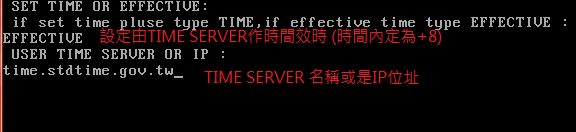 SET TIME OR EFFECTIVE:
if set time pluse type TIME,if effective time type EFFECTIVE :
EFFECTIVE 設定由TIME SERVER作時間效時 (時間內定為+8)
USER TIME SERVER OR IP :
time.stdtime.gov.tw_ TIME SERVER 名稱或是IP位址